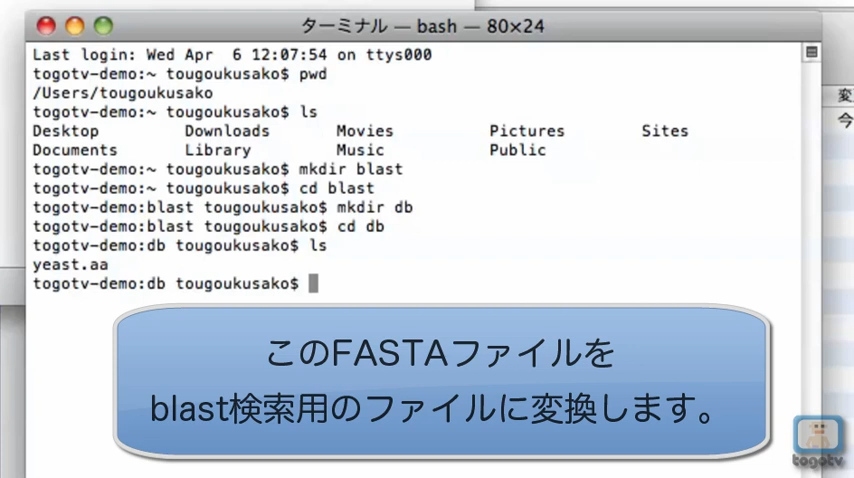 ターミナル — bash — 80×24
Last login: Wed Apr  6 12:07:54 on ttys000
togotv-demo:~ tougoukusako$ pwd
/Users/tougoukusako
togotv-demo:~ tougoukusako$ ls
Desktop Downloads Movies Pictures Sites
Documents Library Music Public
togotv-demo:~ tougoukusako$ mkdir blast
togotv-demo:~ tougoukusako$ cd blast
togotv-demo:blast tougoukusako$ mkdir db
togotv-demo:blast tougoukusako$ cd db
togotv-demo:db tougoukusako$ ls
yeast.aa
togotv-demo:db tougoukusako$
変
今
このFASTAファイルを
blast検索用のファイルに変換します。
togotv